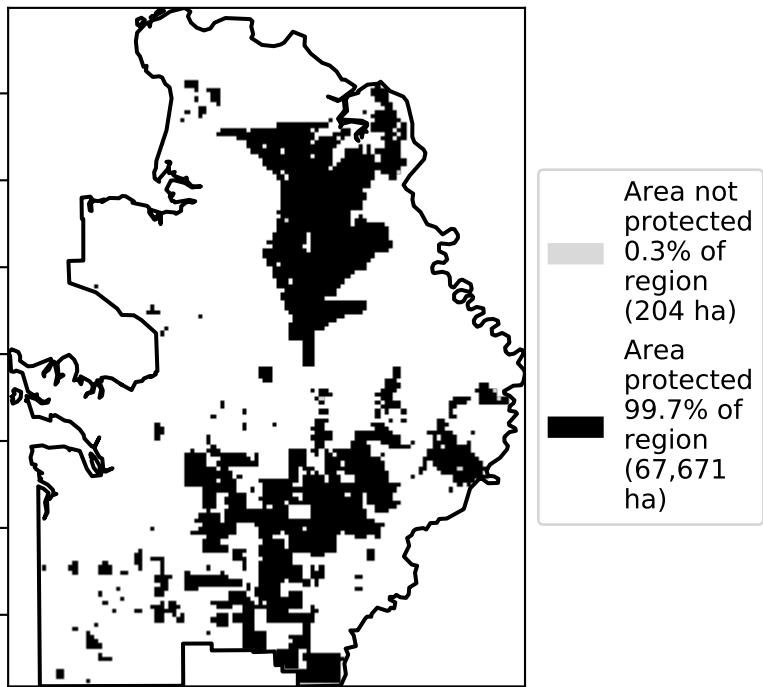 Area not
protected
0.3% of
region
(204 ha)
Area
protected
99.7% of
region
(67,671
ha)